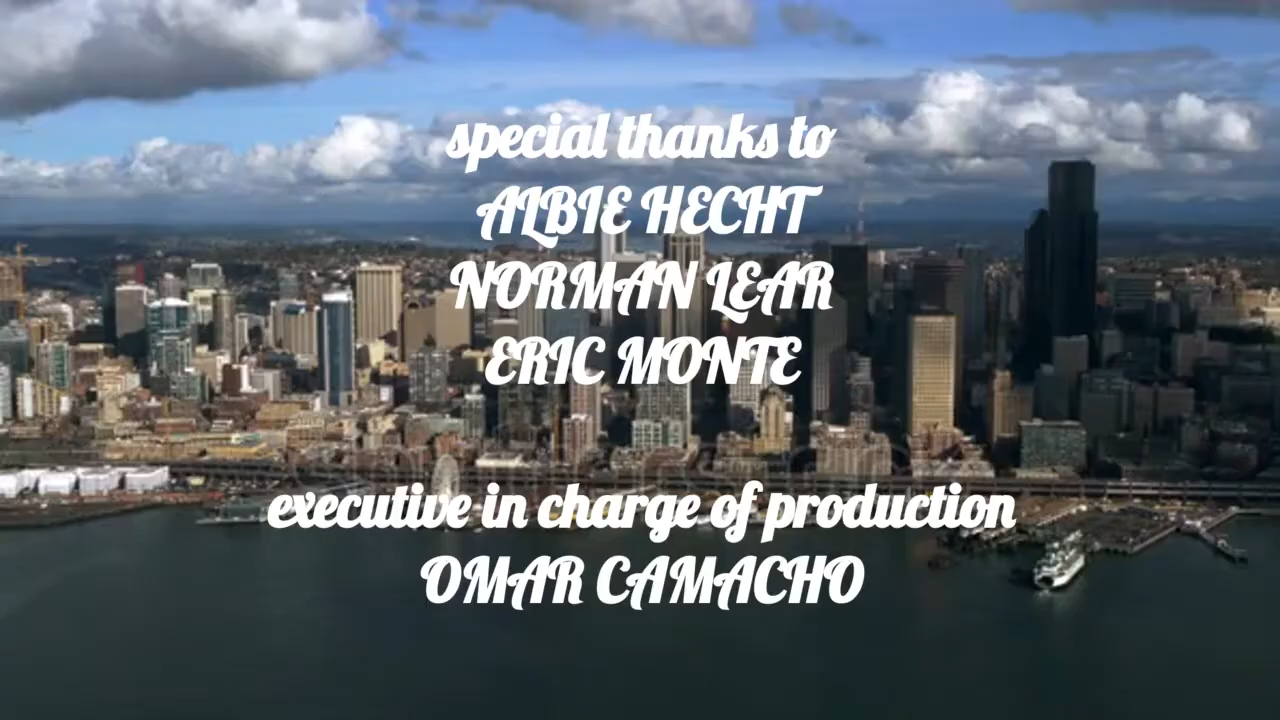 special thanks to
ALBIE HECHT
NORMAN LEAR
ERIC MONTE
executive in charge of production
OMAR CAMACHO